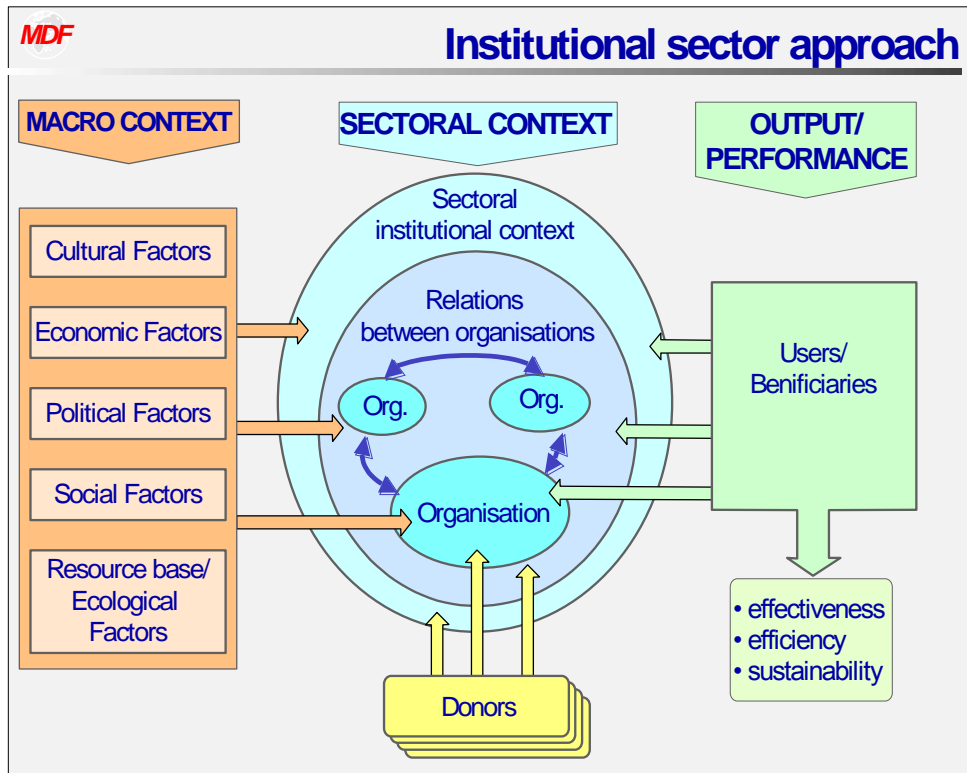 MDF
Institutional sector approach
MACRO CONTEXT
SECTORAL CONTEXT
OUTPUT/
PERFORMANCE
Cultural Factors
Economic Factors
Political Factors
Social Factors
Resource base/
Ecological
Factors
Sectoral
institutional context
Relations
between organisations
Org.
Org.
Organisation
Donors
Users/
Benificiaries
• effectiveness
• efficiency
• sustainability